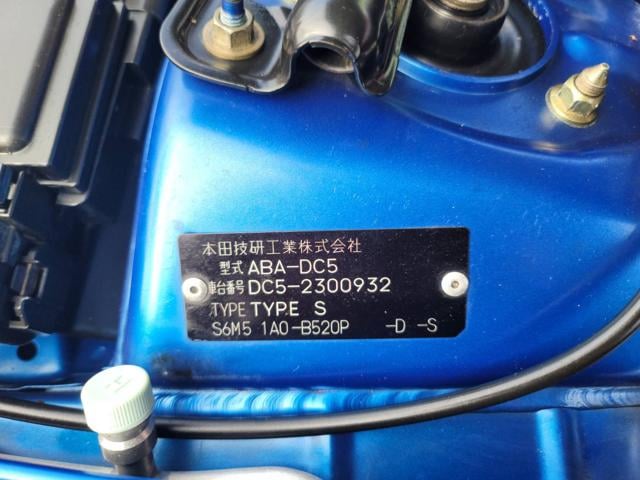 本田技研工業株式会社
型式 ABA-DC5
車台番号 DC5-2300932
TYPE TYPE S
S6M5 1A0-B520P -D -S
H